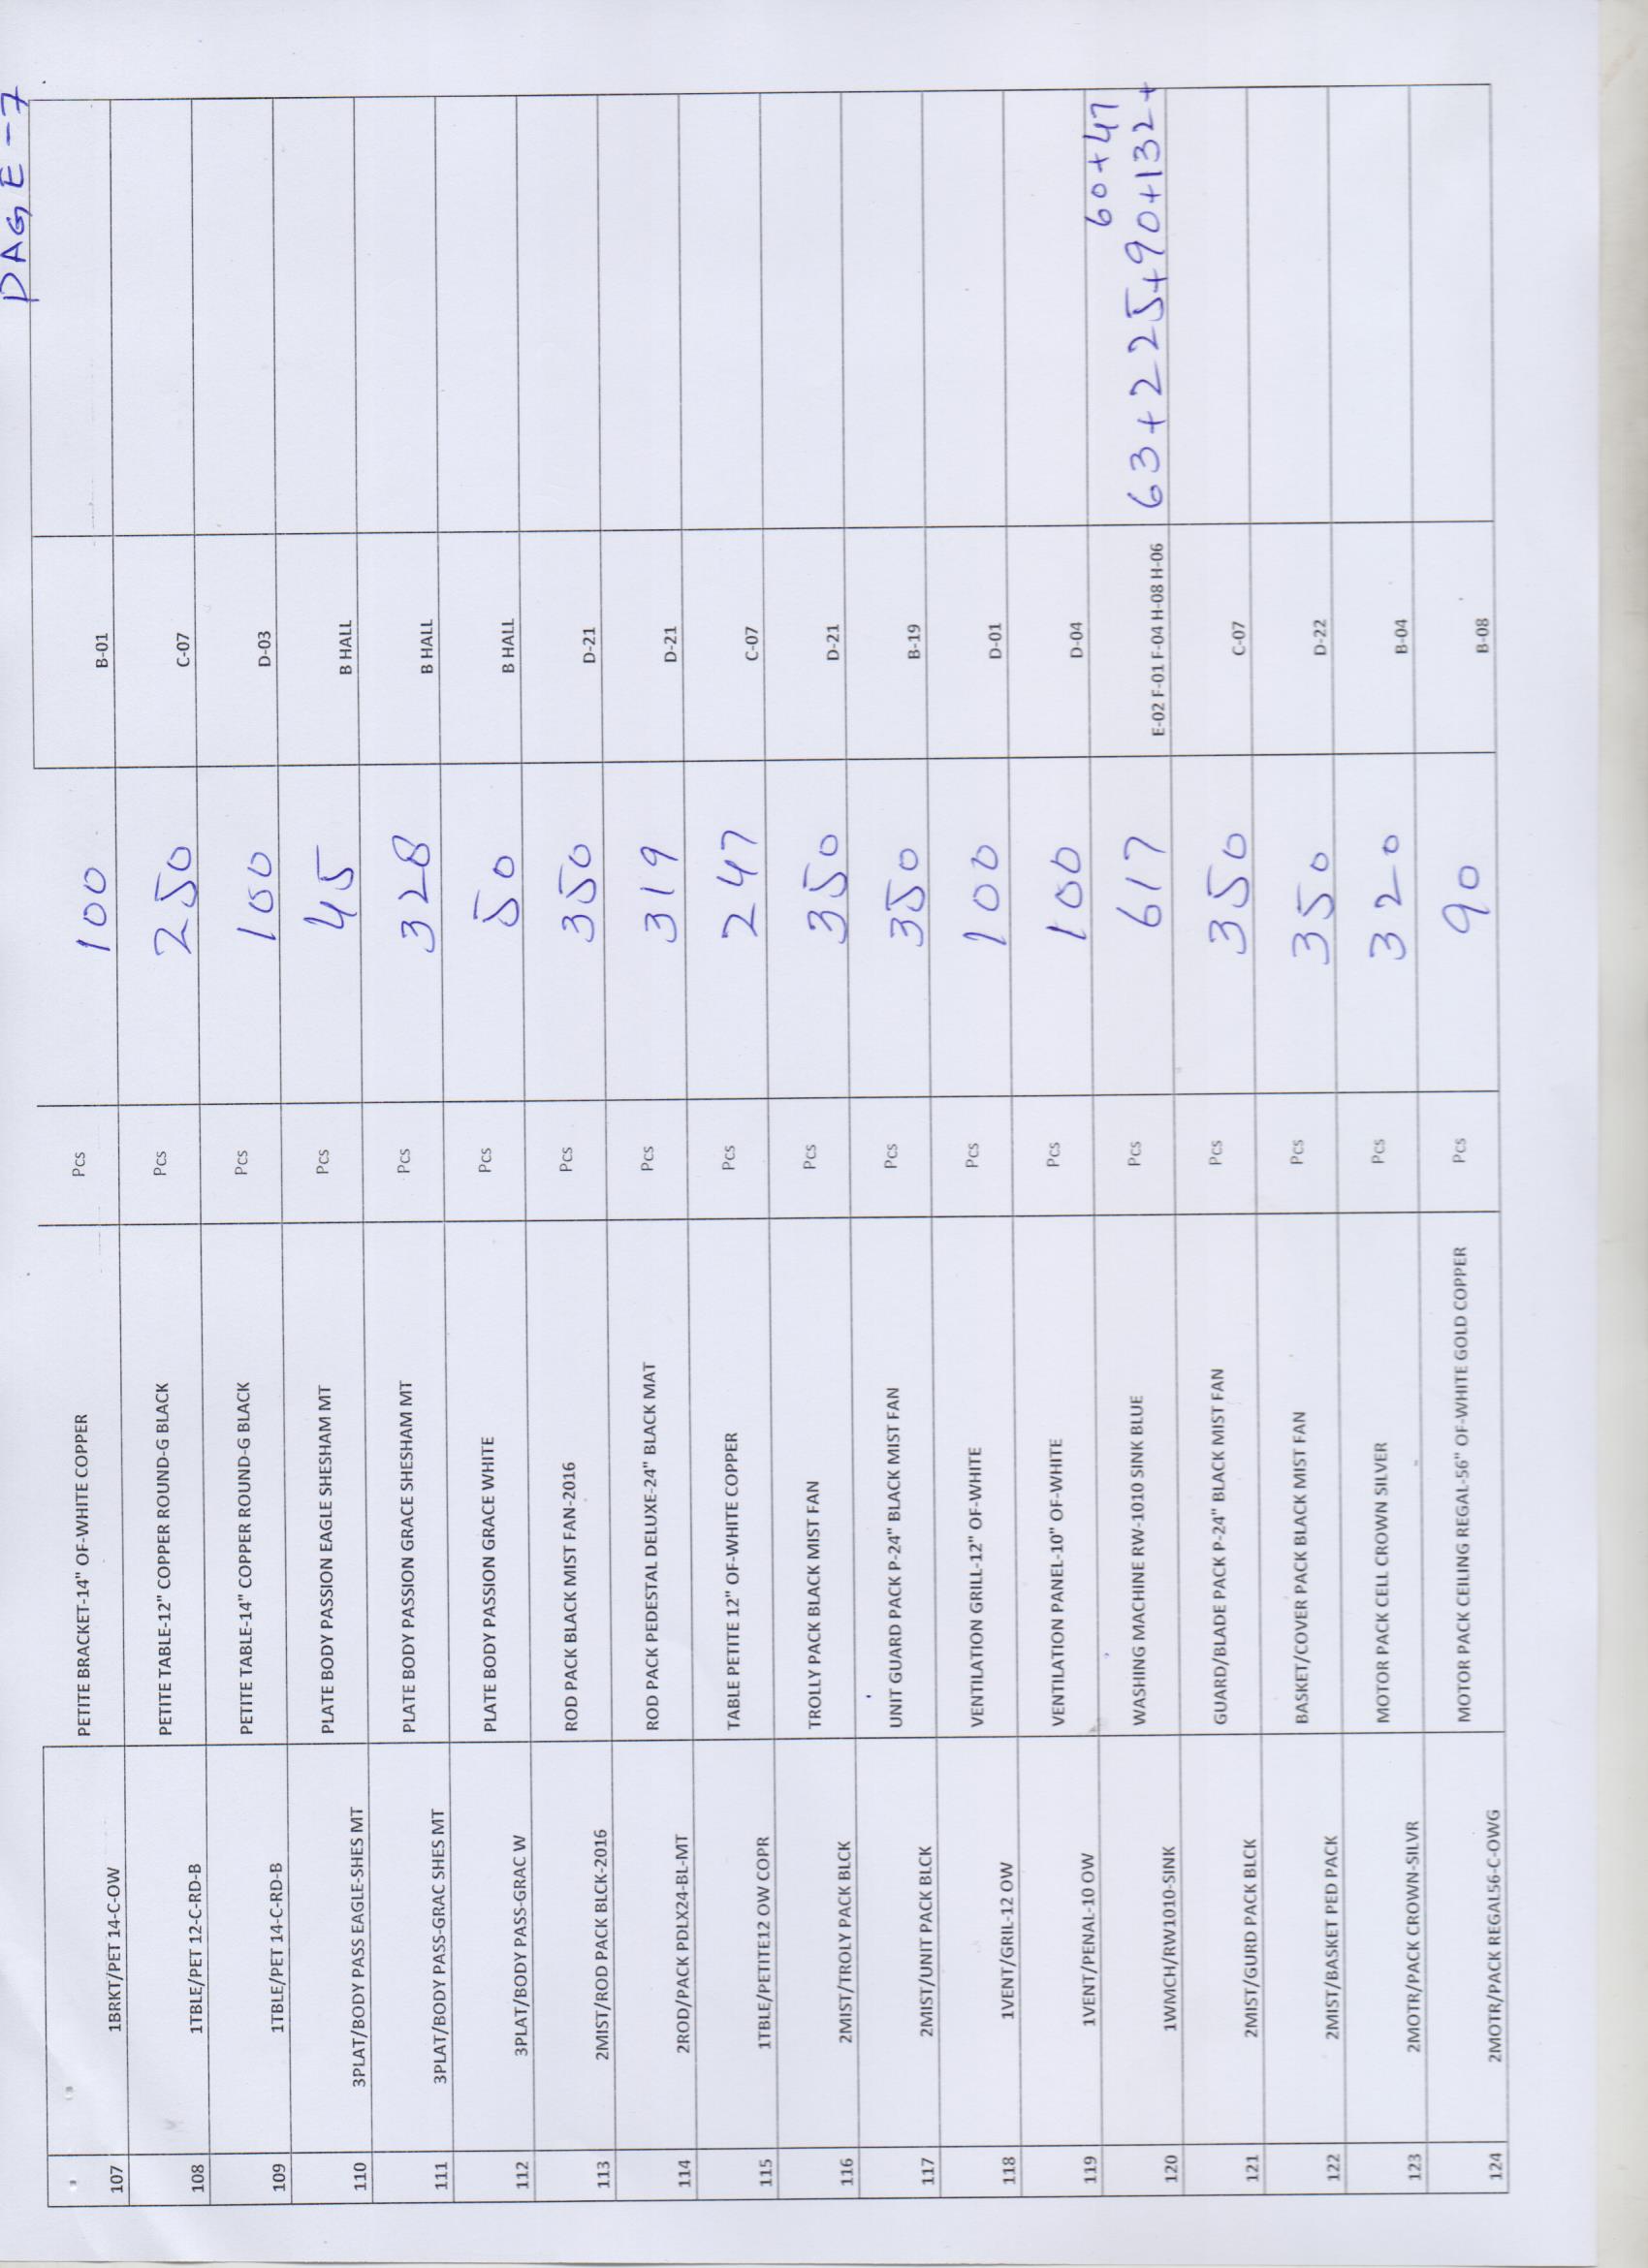 PAGE-7
107 1BRKT/PET 14-C-OW PETITE BRACKET-14" OF-WHITE COPPER Pcs 100 B-01
108 1TBLE/PET 12-C-RD-B PETITE TABLE-12" COPPER ROUND-G BLACK Pcs 250 C-07
109 1TBLE/PET 14-C-RD-B PETITE TABLE-14" COPPER ROUND-G BLACK Pcs 100 D-03
110 3PLAT/BODY PASS EAGLE-SHES MT PLATE BODY PASSION EAGLE SHESHAM MT Pcs 45 B HALL
111 3PLAT/BODY PASS-GRAC SHES MT PLATE BODY PASSION GRACE SHESHAM MT Pcs 328 B HALL
112 3PLAT/BODY PASS-GRAC W PLATE BODY PASSION GRACE WHITE Pcs 50 B HALL
113 2MIST/ROD PACK BLCK-2016 ROD PACK BLACK MIST FAN-2016 Pcs 350 D-21
114 2ROD/PACK PDLX24-BL-MT ROD PACK PEDESTAL DELUXE-24" BLACK MAT Pcs 319 D-21
115 1TBLE/PETITE12 OW COPR TABLE PETITE 12" OF-WHITE COPPER Pcs 247 C-07
116 2MIST/TROLY PACK BLCK TROLLY PACK BLACK MIST FAN Pcs 350 D-21
117 2MIST/UNIT PACK BLCK UNIT GUARD PACK P-24" BLACK MIST FAN Pcs 350 B-19
118 1VENT/GRIL-12 OW VENTILATION GRILL-12" OF-WHITE Pcs 100 D-01
119 1VENT/PENAL-10 OW VENTILATION PANEL-10" OF-WHITE Pcs 100 D-04
60+47
120 1WMCH/RW1010-SINK WASHING MACHINE RW-1010 SINK BLUE Pcs 617 E-02 F-01 F-04 H-08 H-06 63+225+90+132+
121 2MIST/GURD PACK BLCK GUARD/BLADE PACK P-24" BLACK MIST FAN Pcs 350 C-07
122 2MIST/BASKET PED PACK BASKET/COVER PACK BLACK MIST FAN Pcs 350 D-22
123 2MOTR/PACK CROWN-SILVR MOTOR PACK CELL CROWN SILVER Pcs 320 B-04
124 2MOTR/PACK REGAL56-C-OWG MOTOR PACK CEILING REGAL-56" OF-WHITE GOLD COPPER Pcs 90 B-08